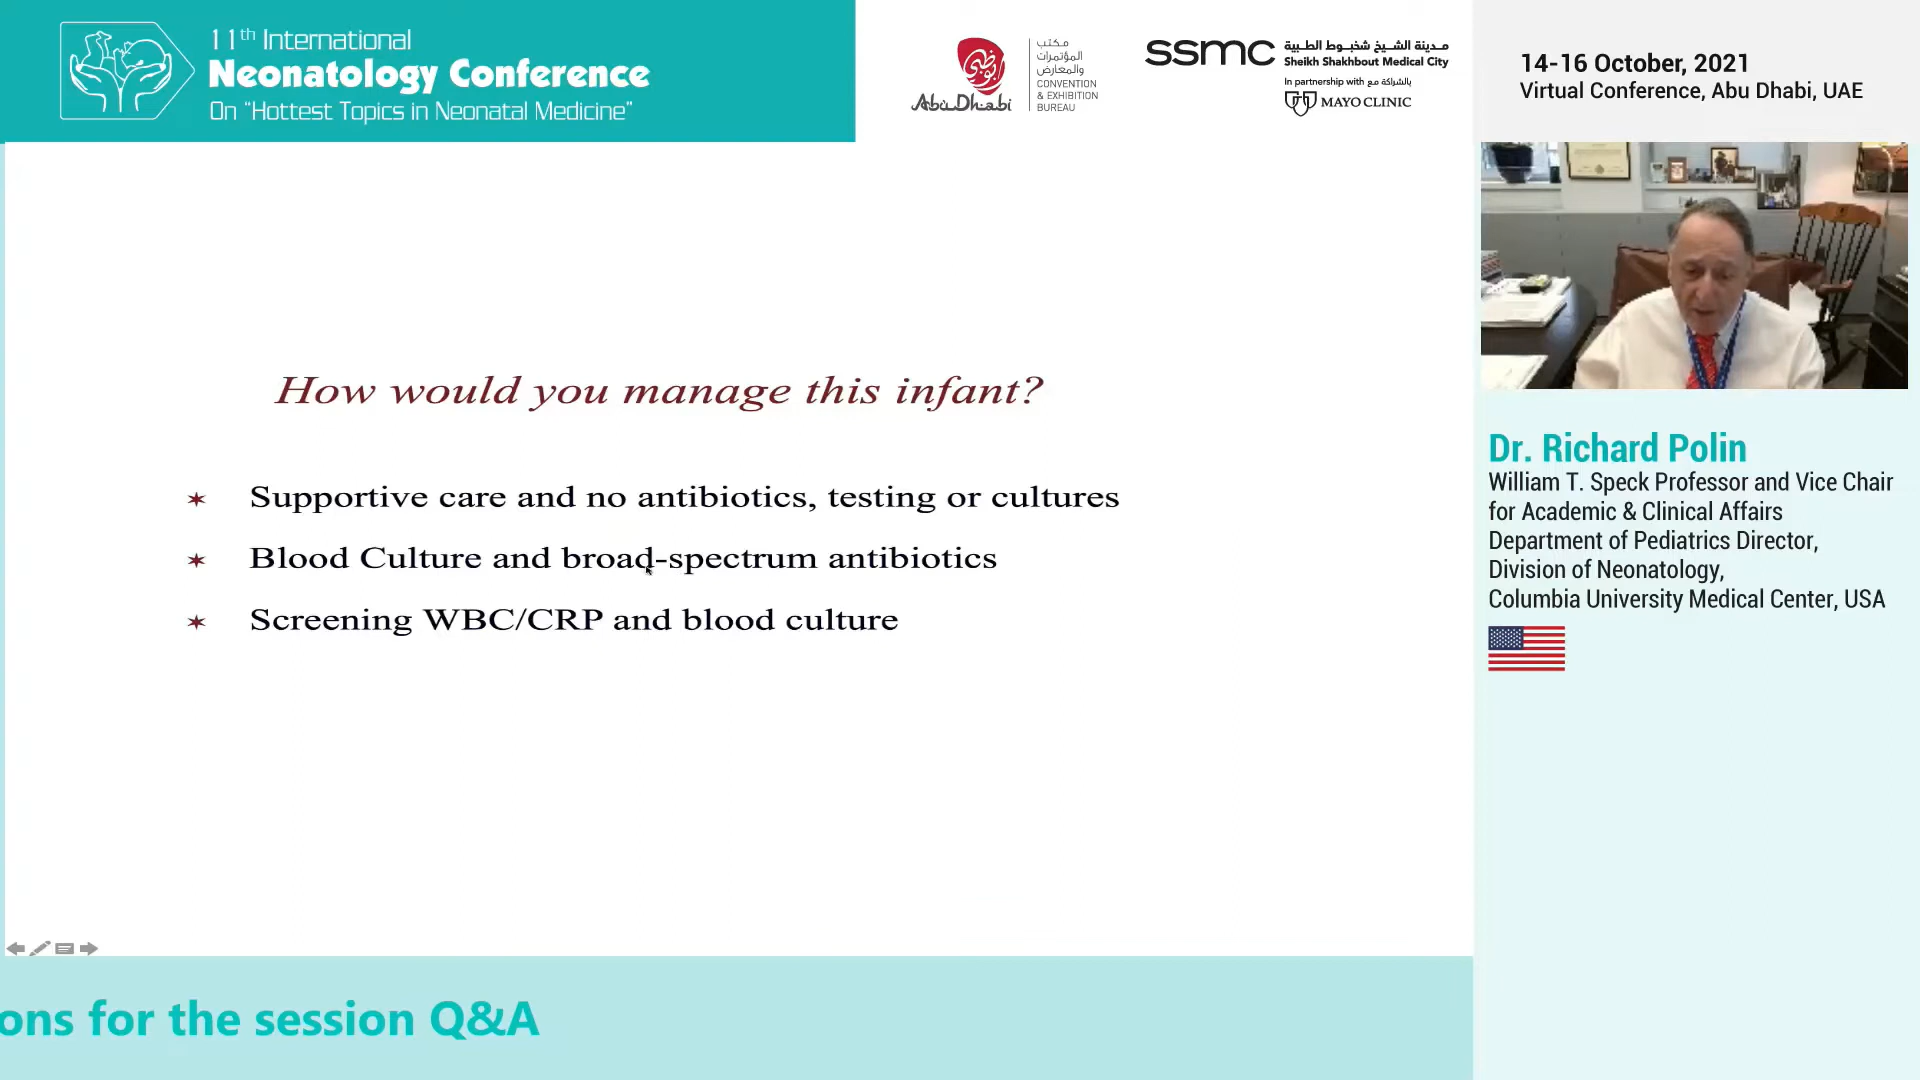 11th International
Neonatology Conference
On "Hottest Topics in Neonatal Medicine"
أبوظبي
AbuDhabi
مكتب
المؤتمرات
والمعارض
CONVENTION
& EXHIBITION
BUREAU
ssmc
مدينة الشيخ شخبوط الطبية
Sheikh Shakhbout Medical City
In partnership with بالشراكة مع
MAYO CLINIC
14-16 October, 2021
Virtual Conference, Abu Dhabi, UAE
How would you manage this infant?
Supportive care and no antibiotics, testing or cultures
Blood Culture and broad-spectrum antibiotics
Screening WBC/CRP and blood culture
Dr. Richard Polin
William T. Speck Professor and Vice Chair
for Academic & Clinical Affairs
Department of Pediatrics Director,
Division of Neonatology,
Columbia University Medical Center, USA
ons for the session Q&A